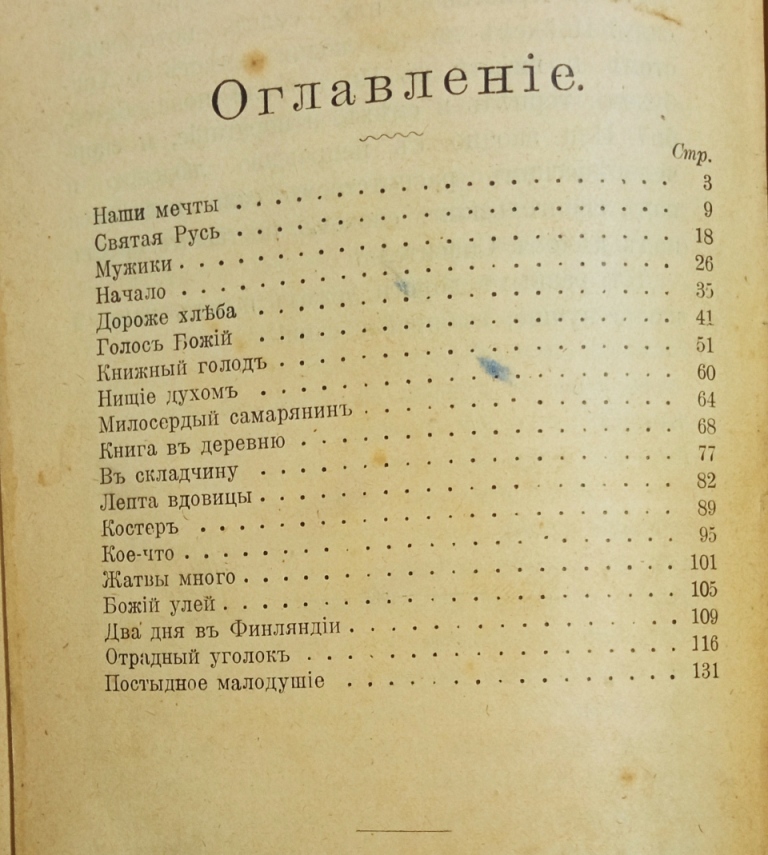 Оглавленіе.
Стр.
Наши мечты . . . . . . . . . . . . . . . . 3
Святая Русь . . . . . . . . . . . . . . . . 9
Мужики . . . . . . . . . . . . . . . . 18
Начало . . . . . . . . . . . . . . . . 26
Дороже хлѣба . . . . . . . . . . . . . . . . 35
Голосъ Божій . . . . . . . . . . . . . . . . 41
Книжный голодъ . . . . . . . . . . . . . . . . 51
Нищіе духомъ . . . . . . . . . . . . . . . . 60
Милосердый самарянинъ . . . . . . . . . . . . 64
Книга въ деревню . . . . . . . . . . . . . . 68
Въ складчину . . . . . . . . . . . . . . . . 77
Лепта вдовицы . . . . . . . . . . . . . . . . 82
Костеръ . . . . . . . . . . . . . . . . 89
Кое-что . . . . . . . . . . . . . . . . 95
Жатвы много . . . . . . . . . . . . . . . . 101
Божій улей . . . . . . . . . . . . . . . . 105
Два дня въ Финляндіи . . . . . . . . . . . . 109
Отрадный уголокъ . . . . . . . . . . . . . . 116
Постыдное малодушіе . . . . . . . . . . . . 131